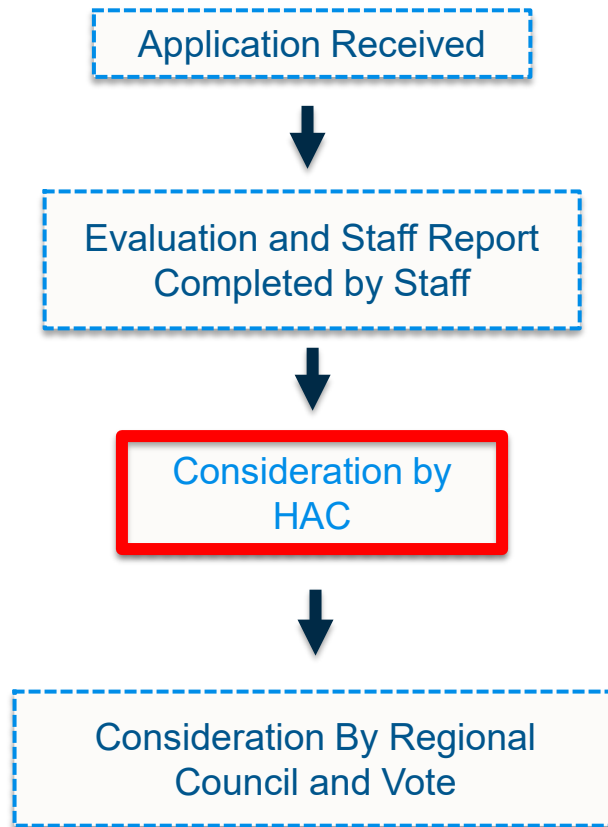 Application Received
Evaluation and Staff Report
Completed by Staff
Consideration by
HAC
Consideration By Regional
Council and Vote